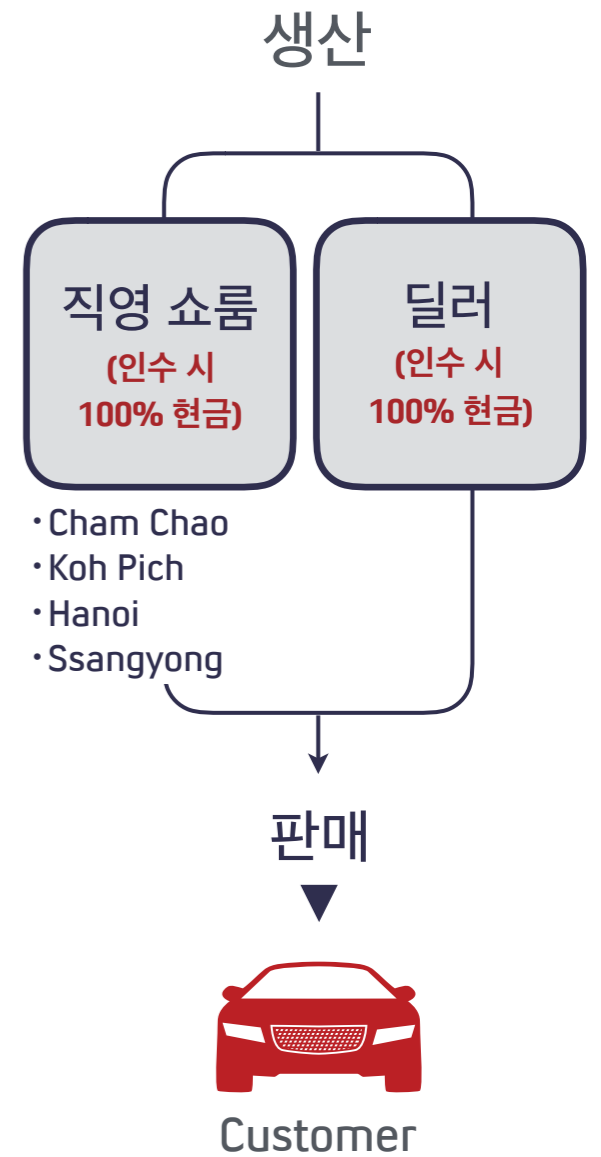 생산
직영 쇼룸
(인수 시
100% 현금)
딜러
(인수 시
100% 현금)
·Cham Chao
·Koh Pich
·Hanoi
·Ssangyong
판매
Customer